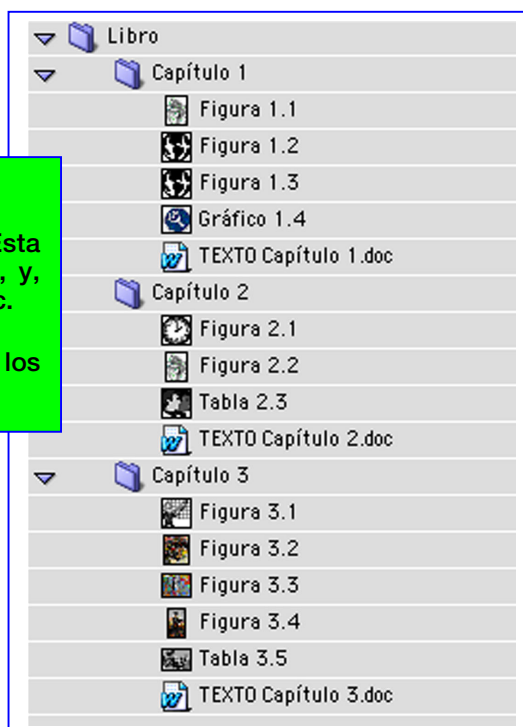 Libro
Capítulo 1
Figura 1.1
Figura 1.2
Figura 1.3
Gráfico 1.4
TEXTO Capítulo 1.doc
Capítulo 2
Figura 2.1
Figura 2.2
Tabla 2.3
TEXTO Capítulo 2.doc
Capítulo 3
Figura 3.1
Figura 3.2
Figura 3.3
Figura 3.4
Tabla 3.5
TEXTO Capítulo 3.doc
Esta
, y,
c.
los